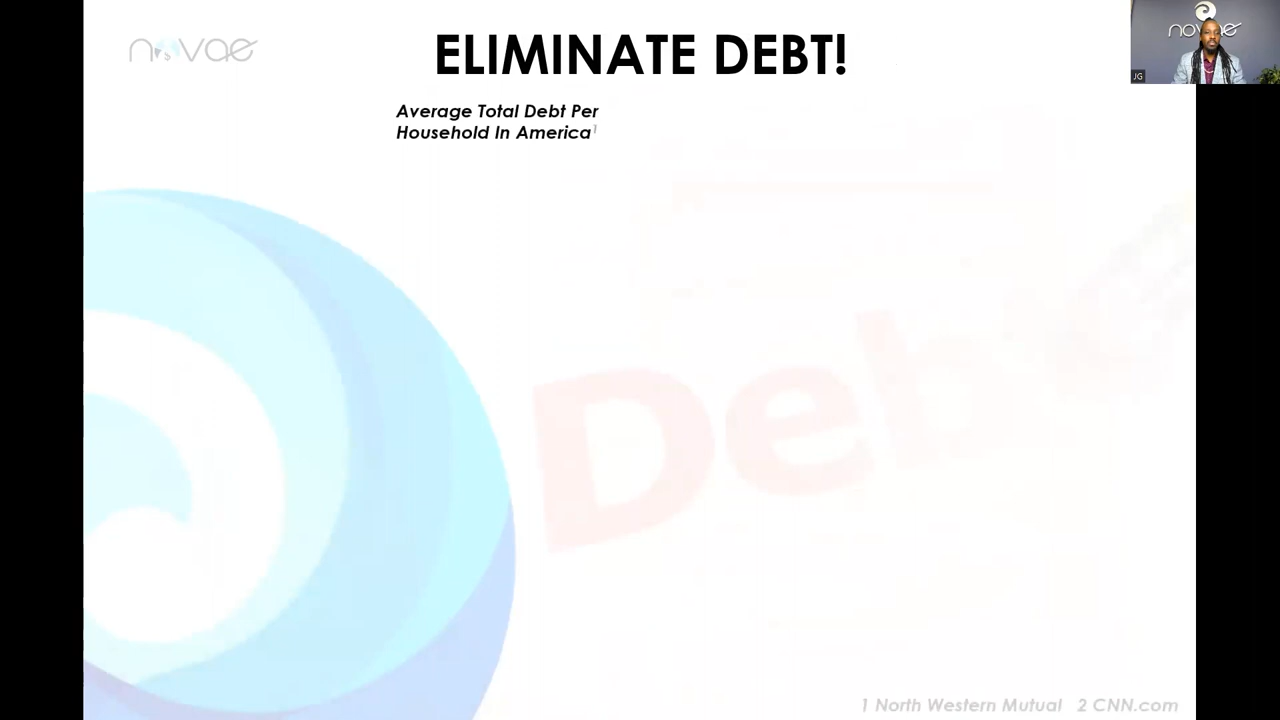 novae
ELIMINATE DEBT!
novae
JG
Average Total Debt Per
Household In America¹
Deb
1 North Western Mutual 2 CNN.com